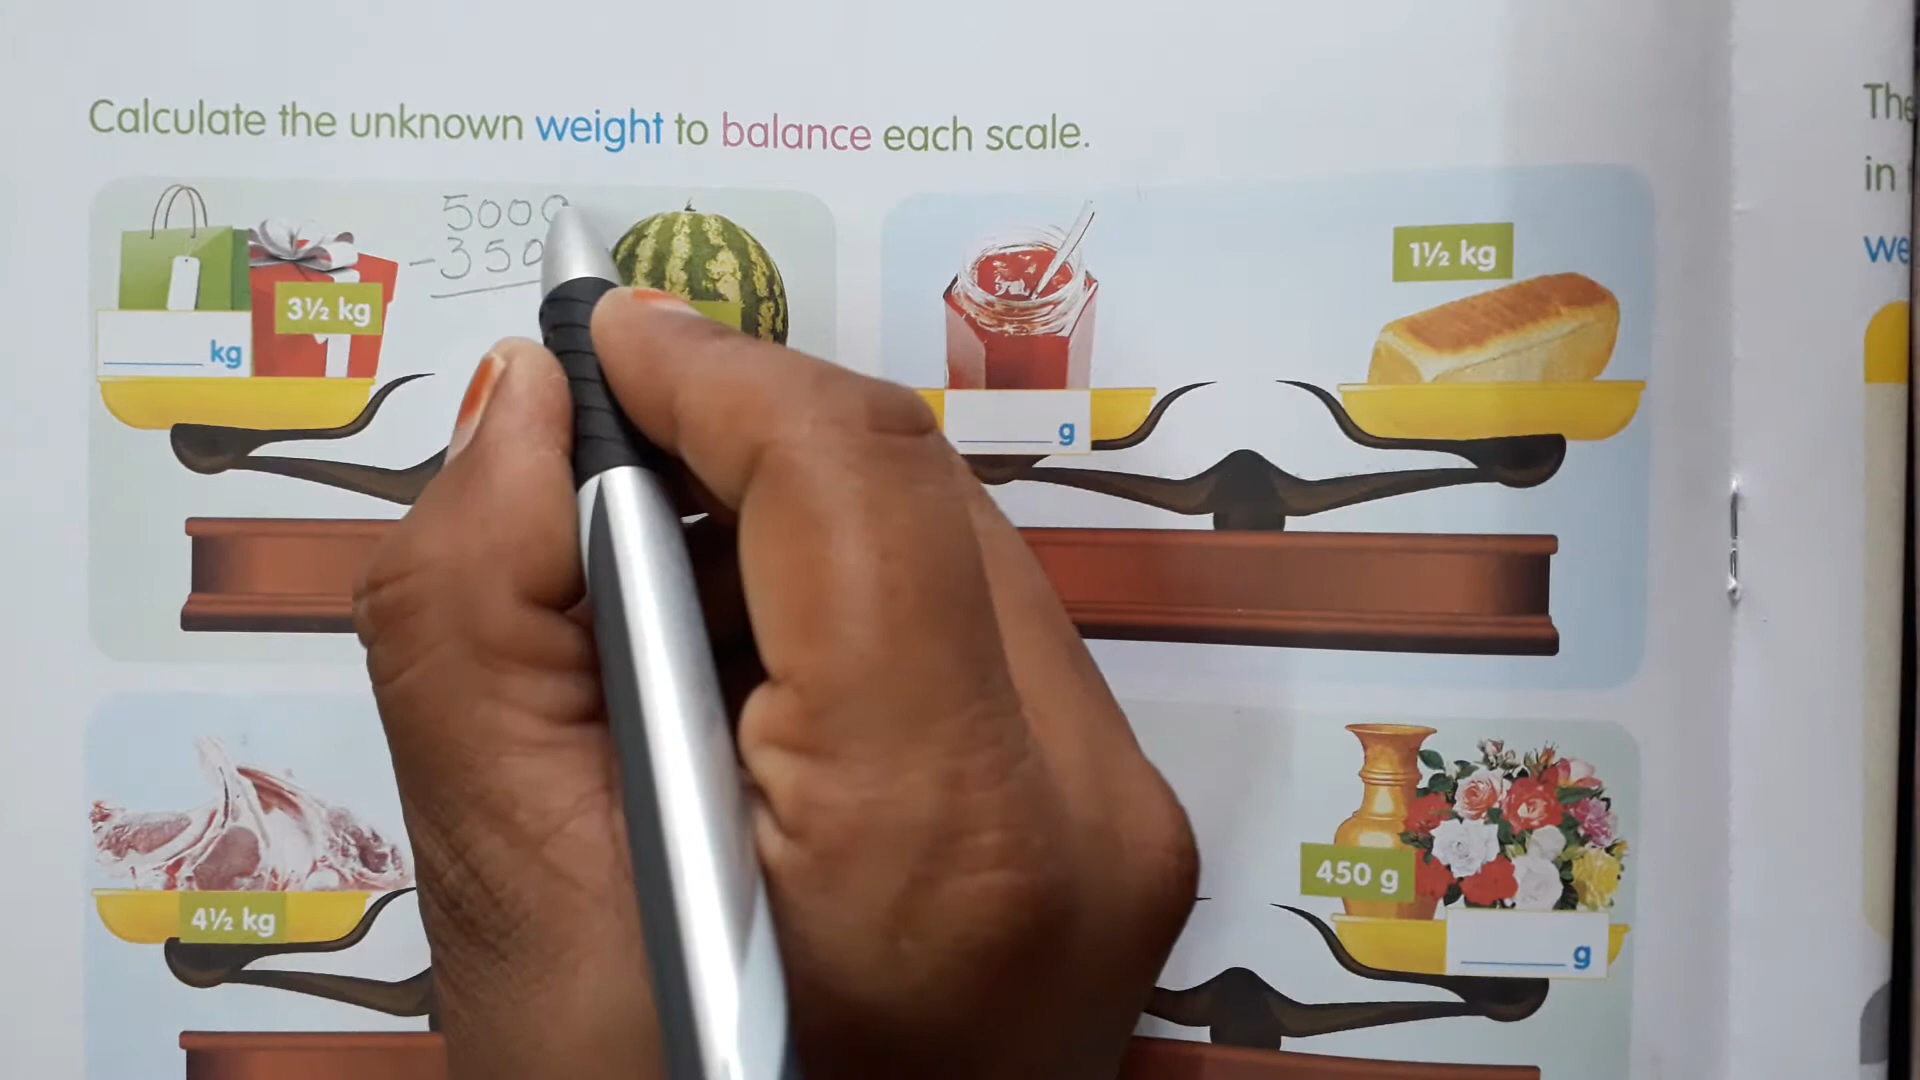 Calculate the unknown weight to balance each scale.
5000
-350
3½ kg
kg
1½ kg
g
4½ kg
450 g
g
in
we